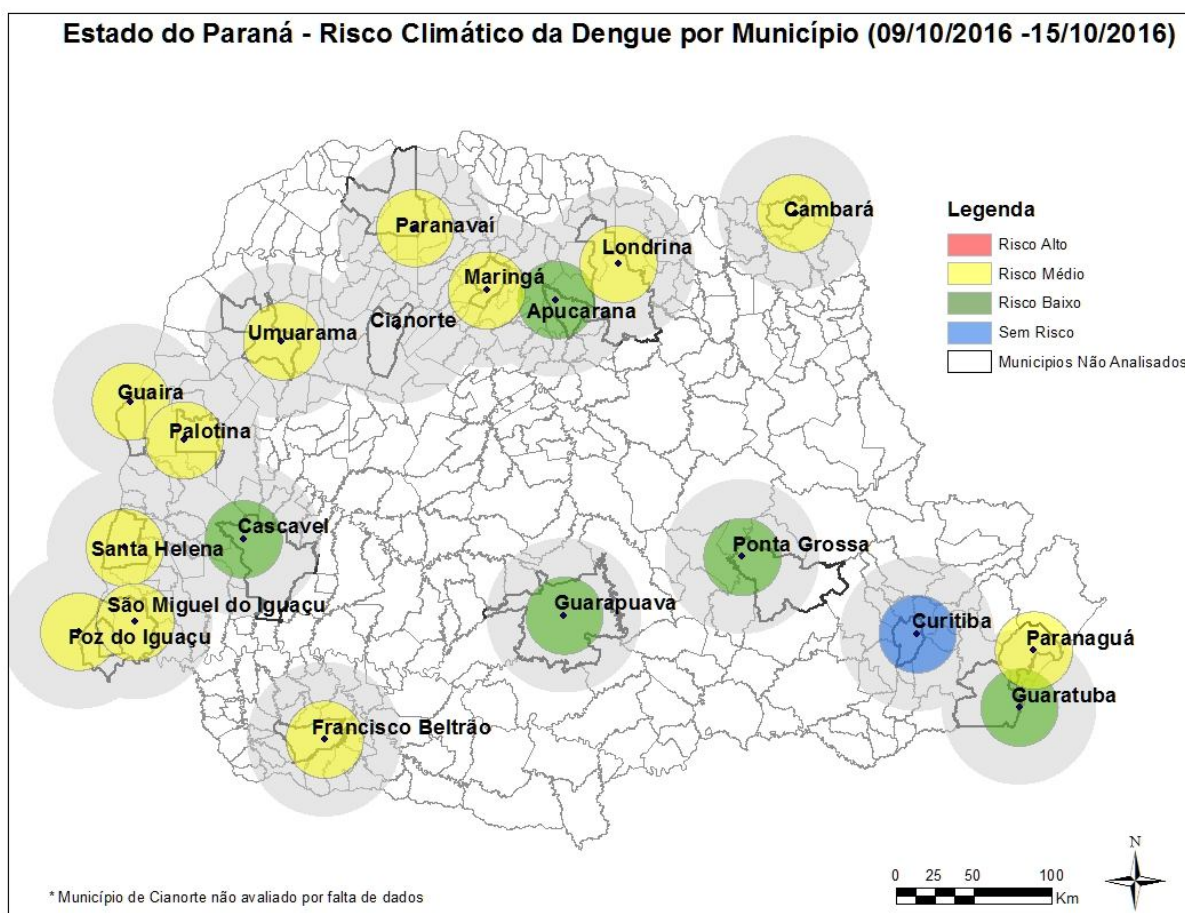 Estado do Paraná - Risco Climático da Dengue por Município (09/10/2016 -15/10/2016)
Cambará
Paranavaí
Londrina
Maringá
Apucarana
Cianorte
Umuarama
Guaira
Palotina
Cascavel
Santa Helena
Ponta Grossa
São Miguel do Iguaçu
Foz do Iguaçu
Guarapuava
Curitiba
Paranaguá
Guaratuba
Francisco Beltrão
Legenda
Risco Alto
Risco Médio
Risco Baixo
Sem Risco
Municipios Não Analisados
* Município de Cianorte não avaliado por falta de dados
0 25 50 100
Km
N